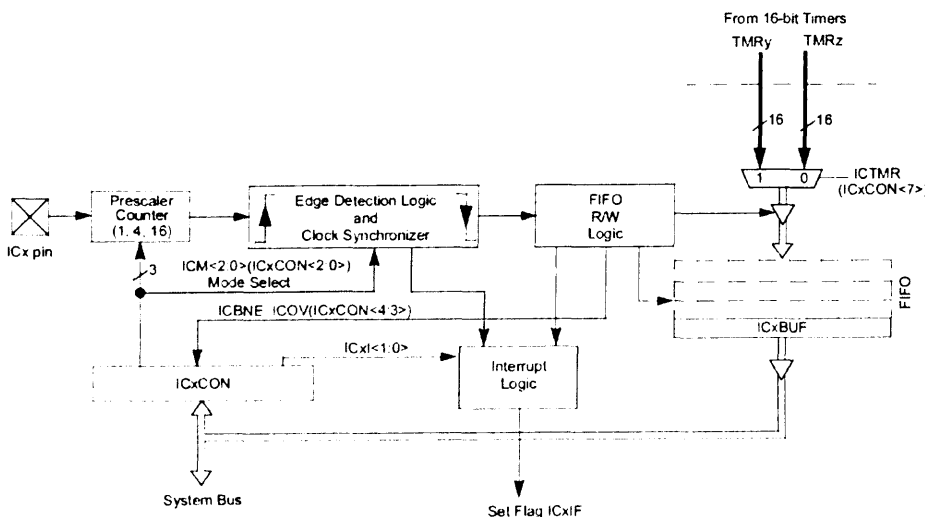 From 16-bit Timers
TMRy TMRz
16 16
1 0
ICTMR
(ICxCON<7>)
ICx pin
Prescaler
Counter
(1, 4, 16)
Edge Detection Logic
and
Clock Synchronizer
FIFO
R/W
Logic
3
ICM<2:0>(ICxCON<2:0>)
Mode Select
FIFO
ICxBUF
ICBNE ICOV(ICxCON<4:3>)
ICxI<1:0>
Interrupt
Logic
ICxCON
System Bus
Set Flag ICxIF